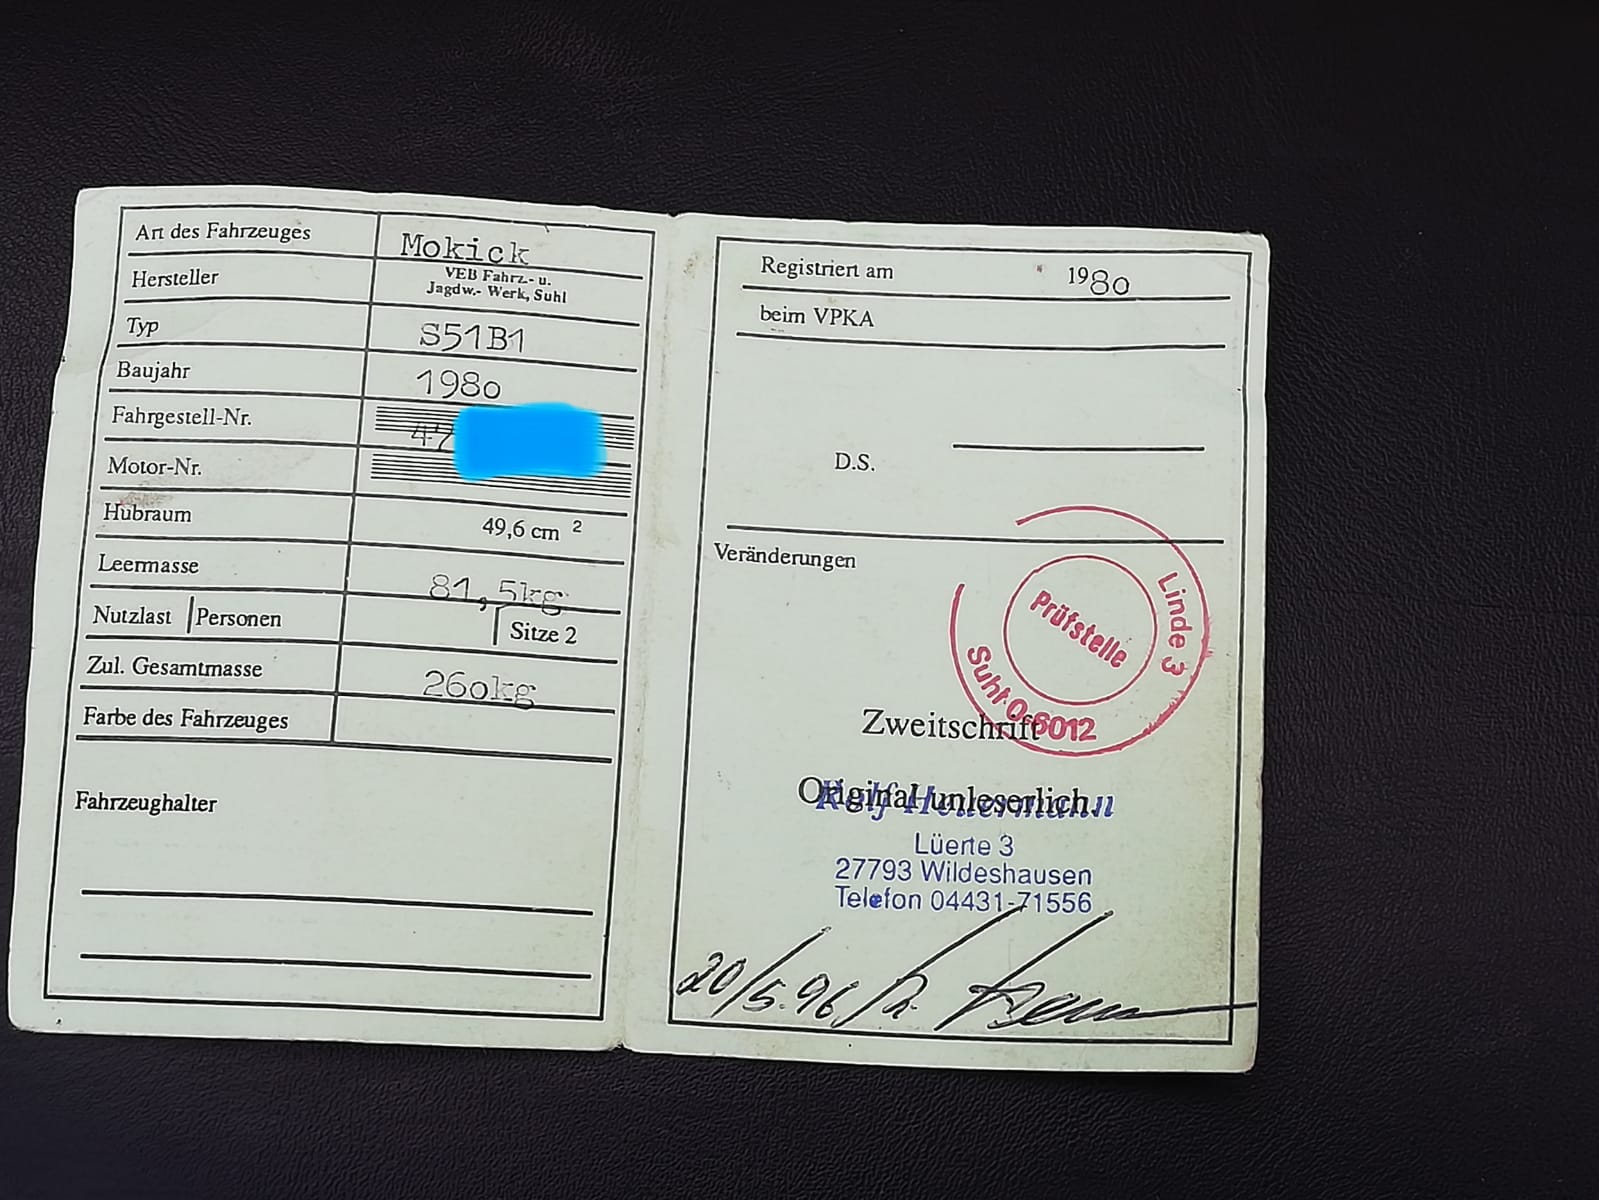 Art des Fahrzeuges Mokick
Hersteller VEB Fahrz.- u.
Jagdw.- Werk, Suhl
Typ S51B1
Baujahr 1980
Fahrgestell-Nr. 47
Motor-Nr.
Hubraum 49,6 cm ²
Leermasse 81,5kg
Nutzlast Personen Sitze 2
Zul. Gesamtmasse 260kg
Farbe des Fahrzeuges
Fahrzeughalter
Registriert am 1980
beim VPKA
D.S.
Veränderungen
Prüfstelle
Linde 3
Suhl O-6012
Zweitschrift
Original unleserlich.
Rolf
Lüerte 3
27793 Wildeshausen
Telefon 04431-71556
20/5.96